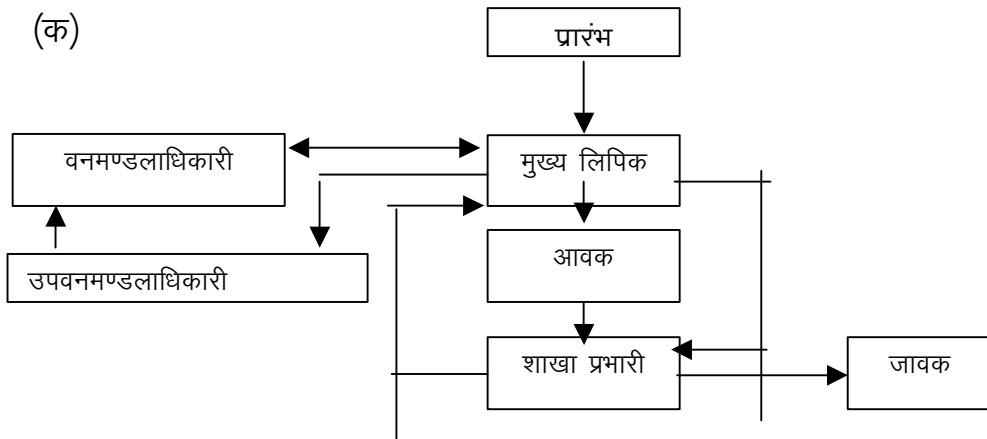 (क)
प्रारंभ
वनमण्डलाधिकारी
मुख्य लिपिक
उपवनमण्डलाधिकारी
आवक
शाखा प्रभारी
जावक